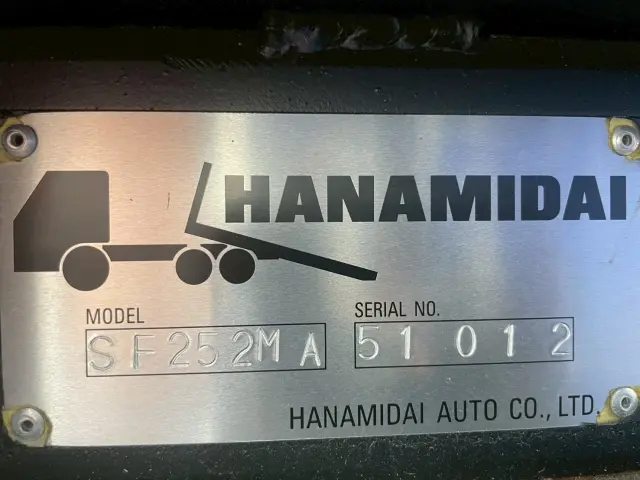 HANAMIDAI
MODEL
SF252MA
SERIAL NO.
51012
HANAMIDAI AUTO CO., LTD.